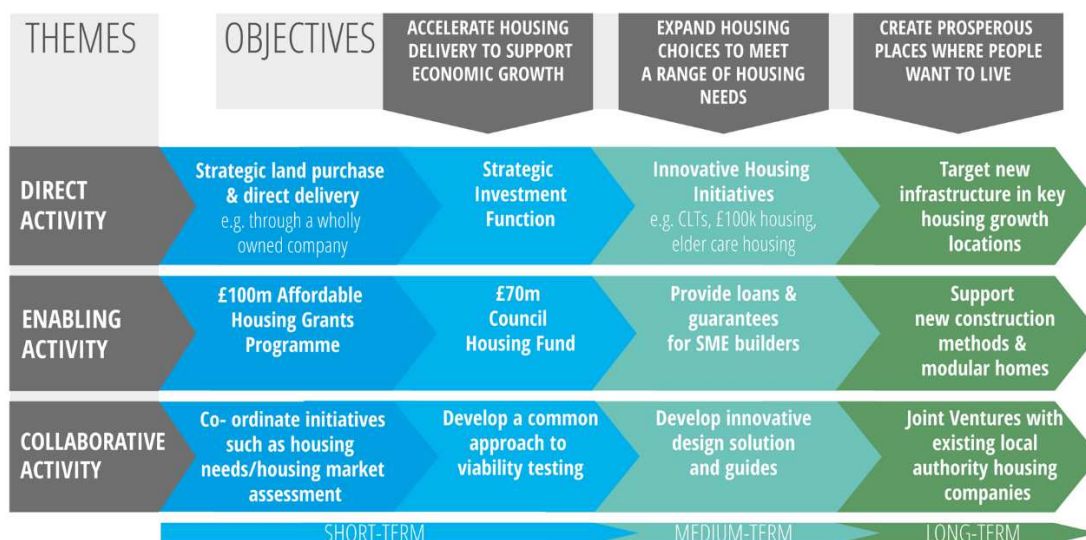 THEMES
OBJECTIVES
ACCELERATE HOUSING
DELIVERY TO SUPPORT
ECONOMIC GROWTH
EXPAND HOUSING
CHOICES TO MEET
A RANGE OF HOUSING
NEEDS
CREATE PROSPEROUS
PLACES WHERE PEOPLE
WANT TO LIVE
DIRECT
ACTIVITY
Strategic land purchase
& direct delivery
e.g. through a wholly
owned company
Strategic
Investment
Function
Innovative Housing
Initiatives
e.g. CLTs, £100k housing,
elder care housing
Target new
infrastructure in key
housing growth
locations
ENABLING
ACTIVITY
£100m Affordable
Housing Grants
Programme
£70m
Council
Housing Fund
Provide loans &
guarantees
for SME builders
Support
new construction
methods &
modular homes
COLLABORATIVE
ACTIVITY
Co- ordinate initiatives
such as housing
needs/housing market
assessment
Develop a common
approach to
viability testing
Develop innovative
design solution
and guides
Joint Ventures with
existing local
authority housing
companies
SHORT-TERM
MEDIUM-TERM
LONG-TERM